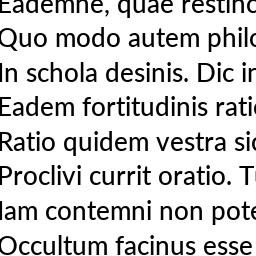 Eademne, quae restinc
Quo modo autem philo
In schola desinis. Dic in
Eadem fortitudinis ratio
Ratio quidem vestra sic
Proclivi currit oratio. Tu
Iam contemni non pote
Occultum facinus esse